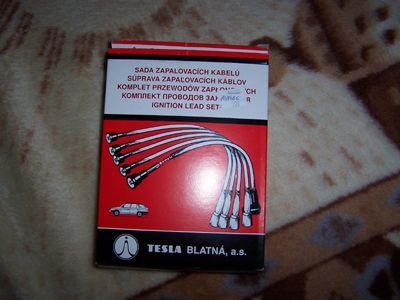 SADA ZAPALOVACÍCH KABELŮ
SÚPRAVA ZAPAĽOVACÍCH KÁBLOV
KOMPLET PRZEWODÓW
КОМПЛЕКТ ПРОВОДОВ
IGNITION LEAD SET
TESLA BLATNÁ, a.s.